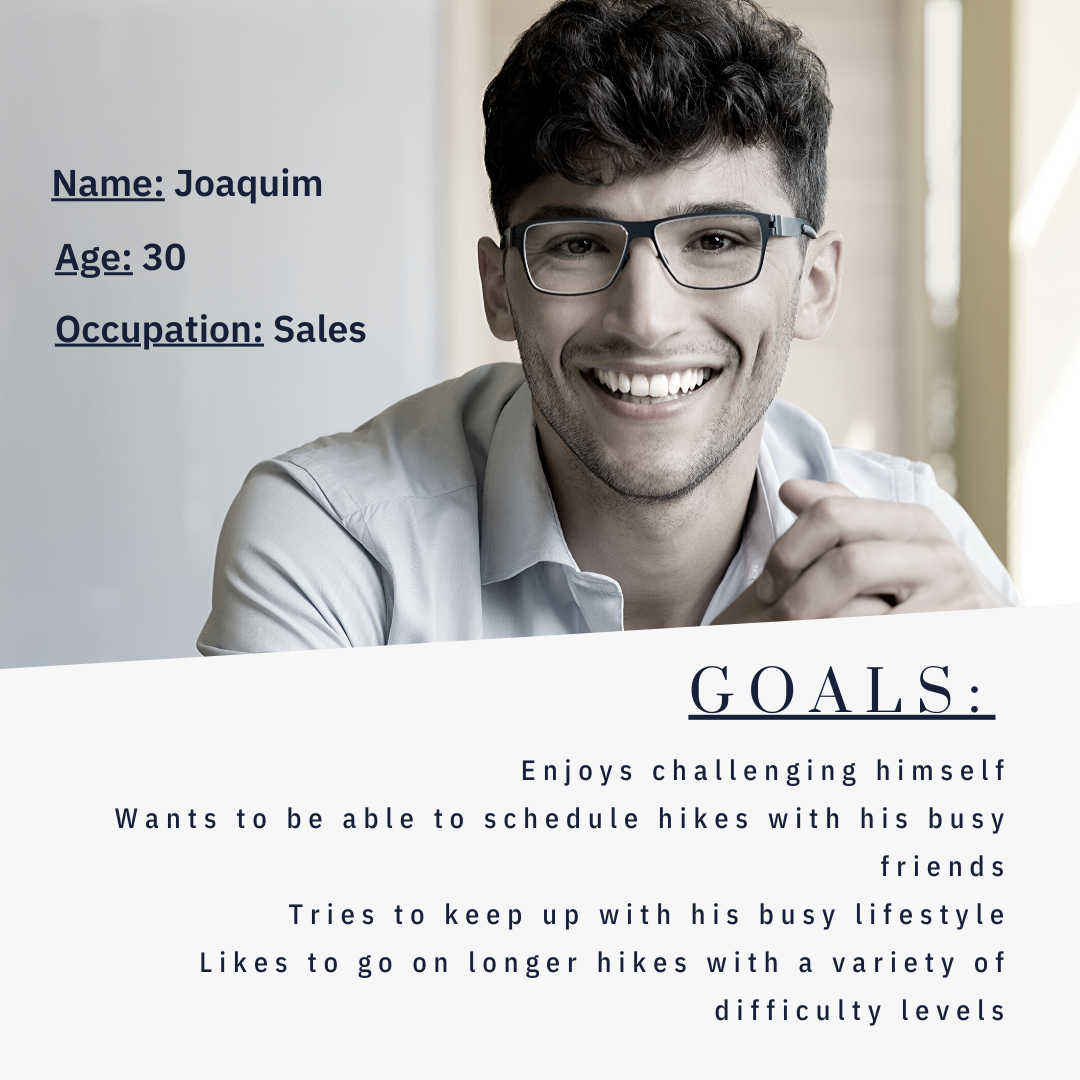 Name: Joaquim
Age: 30
Occupation: Sales
GOALS:
Enjoys challenging himself
Wants to be able to schedule hikes with his busy
friends
Tries to keep up with his busy lifestyle
Likes to go on longer hikes with a variety of
difficulty levels